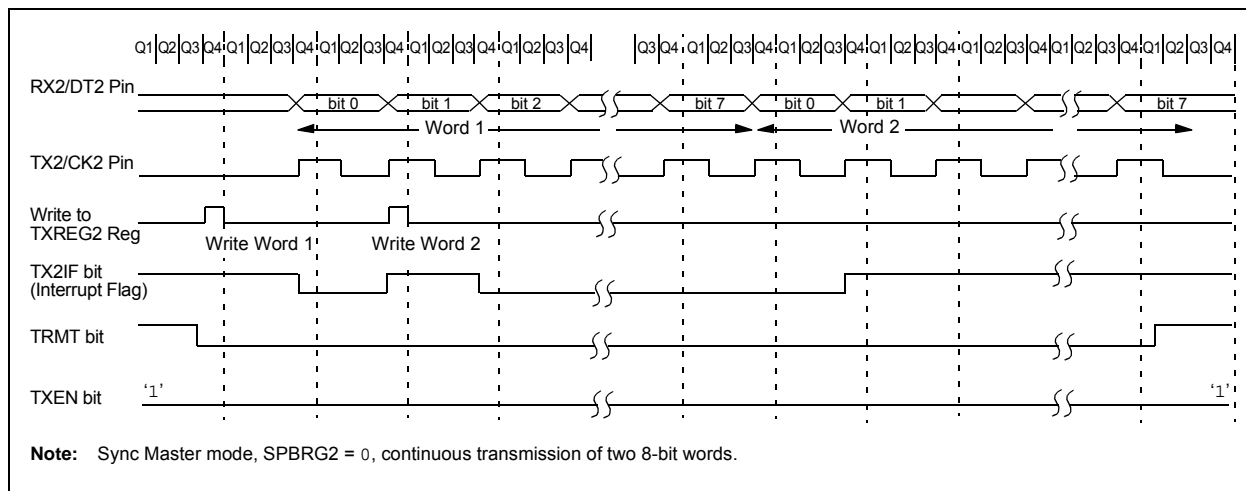 Q1 Q2 Q3 Q4 Q1 Q2 Q3 Q4 Q1 Q2 Q3 Q4 Q1 Q2 Q3 Q4 Q1 Q2 Q3 Q4 Q3 Q4 Q1 Q2 Q3 Q4 Q1 Q2 Q3 Q4 Q1 Q2 Q3 Q4 Q1 Q2 Q3 Q4 Q1 Q2 Q3 Q4 Q1 Q2 Q3 Q4
RX2/DT2 Pin
bit 0 bit 1 bit 2 bit 7 bit 0 bit 1 bit 7
Word 1 Word 2
TX2/CK2 Pin
Write to
TXREG2 Reg
Write Word 1 Write Word 2
TX2IF bit
(Interrupt Flag)
TRMT bit
TXEN bit
‘1’ ‘1’
Note: Sync Master mode, SPBRG2 = 0, continuous transmission of two 8-bit words.